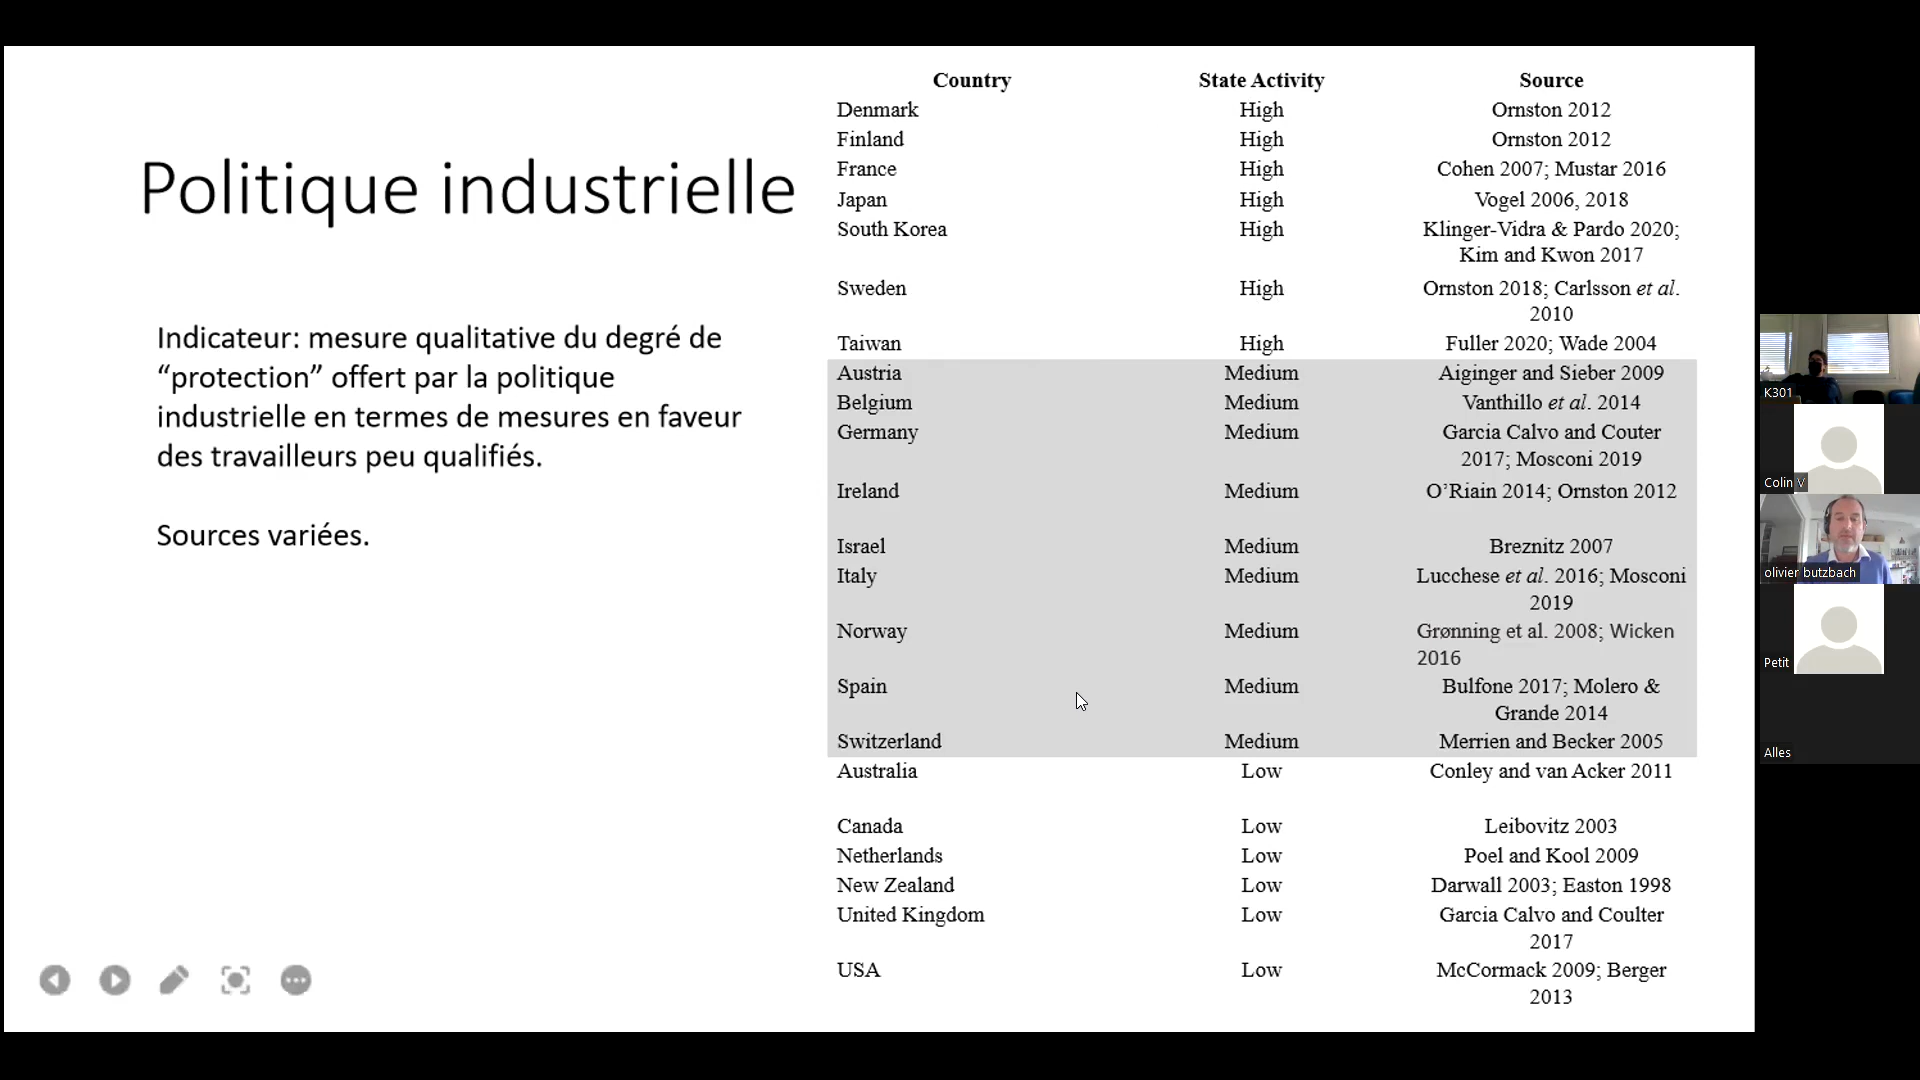 Politique industrielle
Indicateur: mesure qualitative du degré de
“protection” offert par la politique
industrielle en termes de mesures en faveur
des travailleurs peu qualifiés.
Sources variées.
Country State Activity Source
Denmark High Ornston 2012
Finland High Ornston 2012
France High Cohen 2007; Mustar 2016
Japan High Vogel 2006, 2018
South Korea High Klinger-Vidra & Pardo 2020;
Kim and Kwon 2017
Sweden High Ornston 2018; Carlsson et al.
2010
Taiwan High Fuller 2020; Wade 2004
Austria Medium Aiginger and Sieber 2009
Belgium Medium Vanthillo et al. 2014
Germany Medium Garcia Calvo and Couter
2017; Mosconi 2019
Ireland Medium O’Riain 2014; Ornston 2012
Israel Medium Breznitz 2007
Italy Medium Lucchese et al. 2016; Mosconi
2019
Norway Medium Grønning et al. 2008; Wicken
2016
Spain Medium Bulfone 2017; Molero &
Grande 2014
Switzerland Medium Merrien and Becker 2005
Australia Low Conley and van Acker 2011
Canada Low Leibovitz 2003
Netherlands Low Poel and Kool 2009
New Zealand Low Darwall 2003; Easton 1998
United Kingdom Low Garcia Calvo and Coulter
2017
USA Low McCormack 2009; Berger
2013
K301
Colin V
olivier butzbach
Petit
Alles